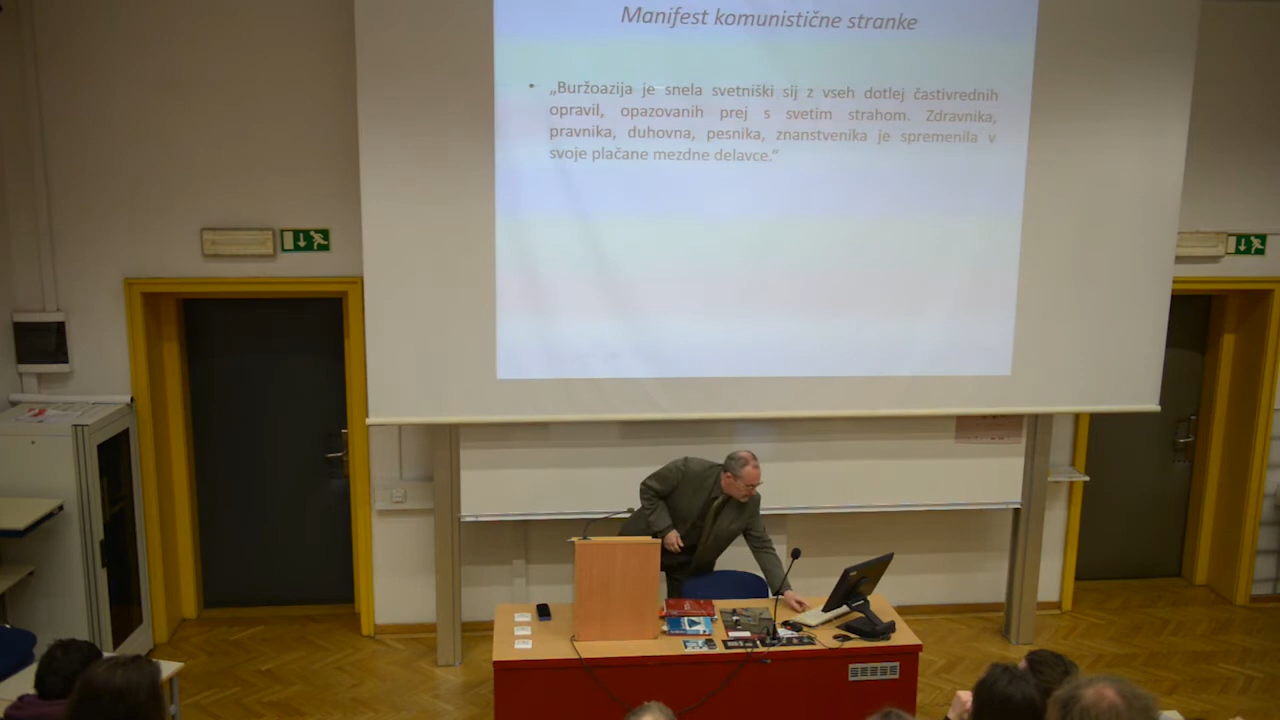 Manifest komunistične stranke
• „Buržoazija je snela svetniški sij z vseh dotlej častivrednih
opravil, opazovanih prej s svetim strahom. Zdravnika,
pravnika, duhovna, pesnika, znanstvenika je spremenila v
svoje plačane mezdne delavce.“